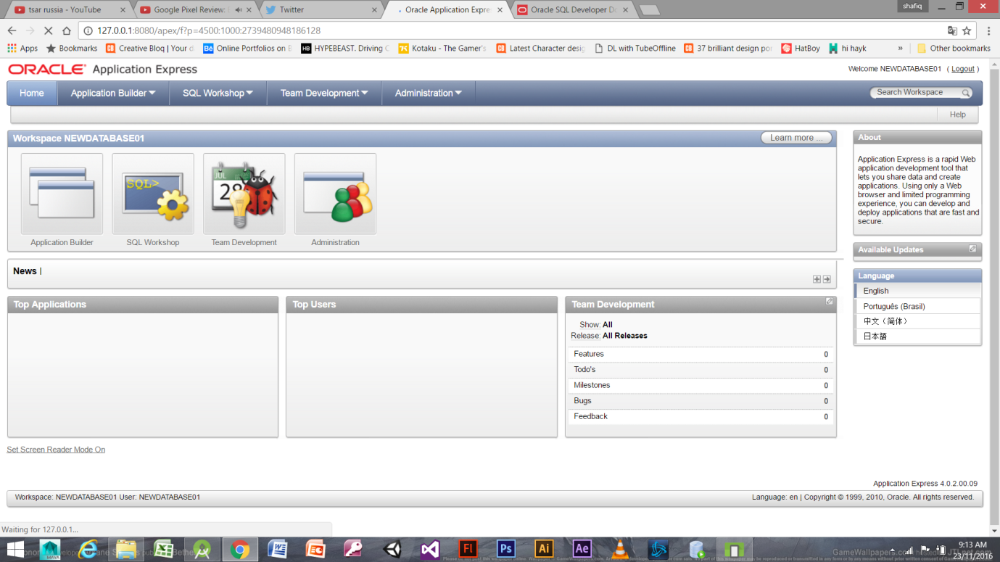 tsar russia - YouTube
Google Pixel Review:
Twitter
Oracle Application Expre
Oracle SQL Developer Do
shafiq
127.0.0.1:8080/apex/f?p=4500:1000:2739480948186128
Apps
Bookmarks
Creative Bloq | Your d
Online Portfolios on B
HYPEBEAST. Driving C
Kotaku - The Gamer's
Latest Character desig
DL with TubeOffline
37 brilliant design por
HatBoy
hi hayk
»
Other bookmarks
ORACLE Application Express
Welcome NEWDATABASE01 ( Logout )
Home
Application Builder
SQL Workshop
Team Development
Administration
Search Workspace
Help
Workspace NEWDATABASE01
Learn more ...
SQL>
JUL
28
Application Builder
SQL Workshop
Team Development
Administration
About
Application Express is a rapid Web
application development tool that
lets you share data and create
applications. Using only a Web
browser and limited programming
experience, you can develop and
deploy applications that are fast and
secure.
Available Updates
Language
English
Português (Brasil)
中文（简体）
日本語
News |
Top Applications
Top Users
Team Development
Show: All
Release: All Releases
Features 0
Todo's 0
Milestones 0
Bugs 0
Feedback 0
Set Screen Reader Mode On
Application Express 4.0.2.00.09
Workspace: NEWDATABASE01 User: NEWDATABASE01
Language: en | Copyright © 1999, 2010, Oracle. All rights reserved.
Waiting for 127.0.0.1...
MAYA
Fl
Ps
Ai
Ae
9:13 AM
23/11/2016